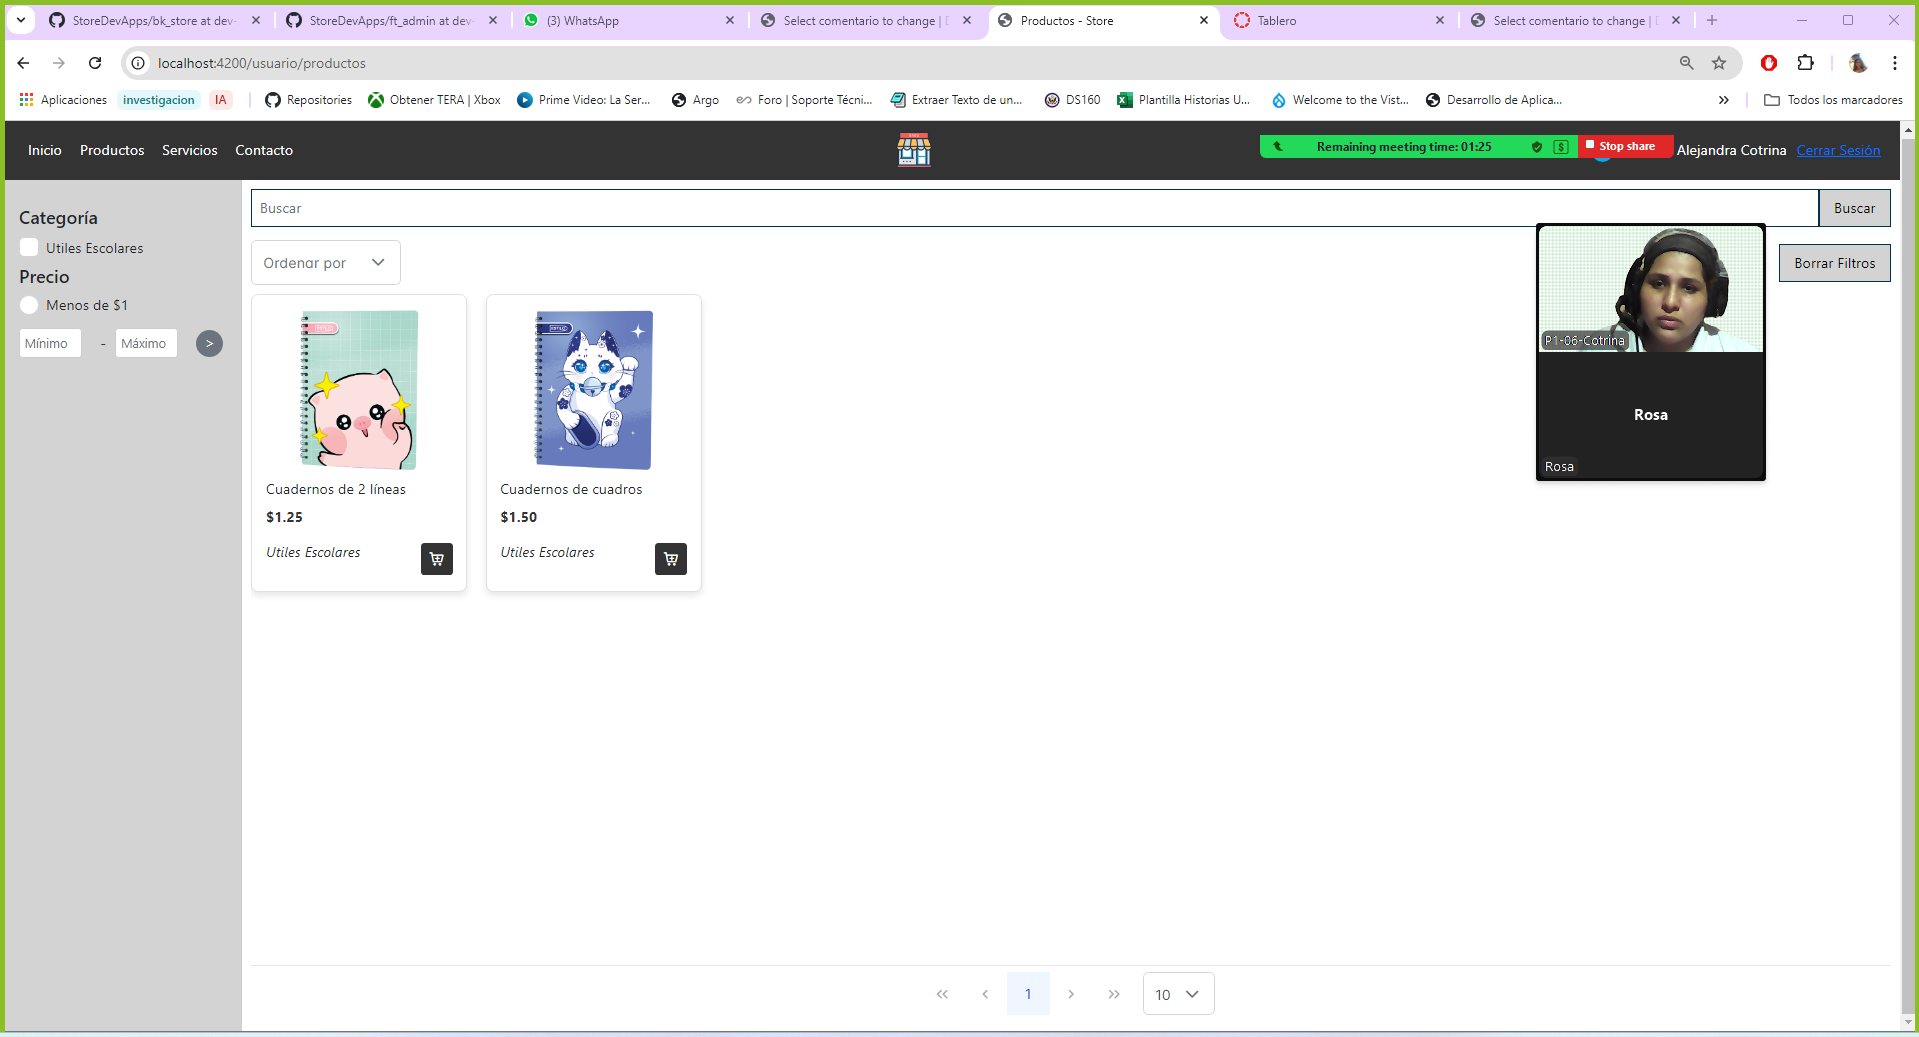 StoreDevApps/bk_store at dev-
StoreDevApps/ft_admin at dev-
(3) WhatsApp
Select comentario to change |
Productos - Store
Tablero
Select comentario to change |
localhost:4200/usuario/productos
Aplicaciones
investigacion
IA
Repositories
Obtener TERA | Xbox
Prime Video: La Ser...
Argo
Foro | Soporte Técni...
Extraer Texto de un...
DS160
Plantilla Historias U...
Welcome to the Vist...
Desarrollo de Aplica...
Todos los marcadores
Inicio
Productos
Servicios
Contacto
Remaining meeting time: 01:25
Stop share
Alejandra Cotrina
Cerrar Sesión
Categoría
Utiles Escolares
Precio
Menos de $1
Mínimo
-
Máximo
>
Buscar
Buscar
Ordenar por
Borrar Filtros
P1-06-Cotrina
Rosa
Rosa
Cuadernos de 2 líneas
$1.25
Utiles Escolares
Cuadernos de cuadros
$1.50
Utiles Escolares
1
10